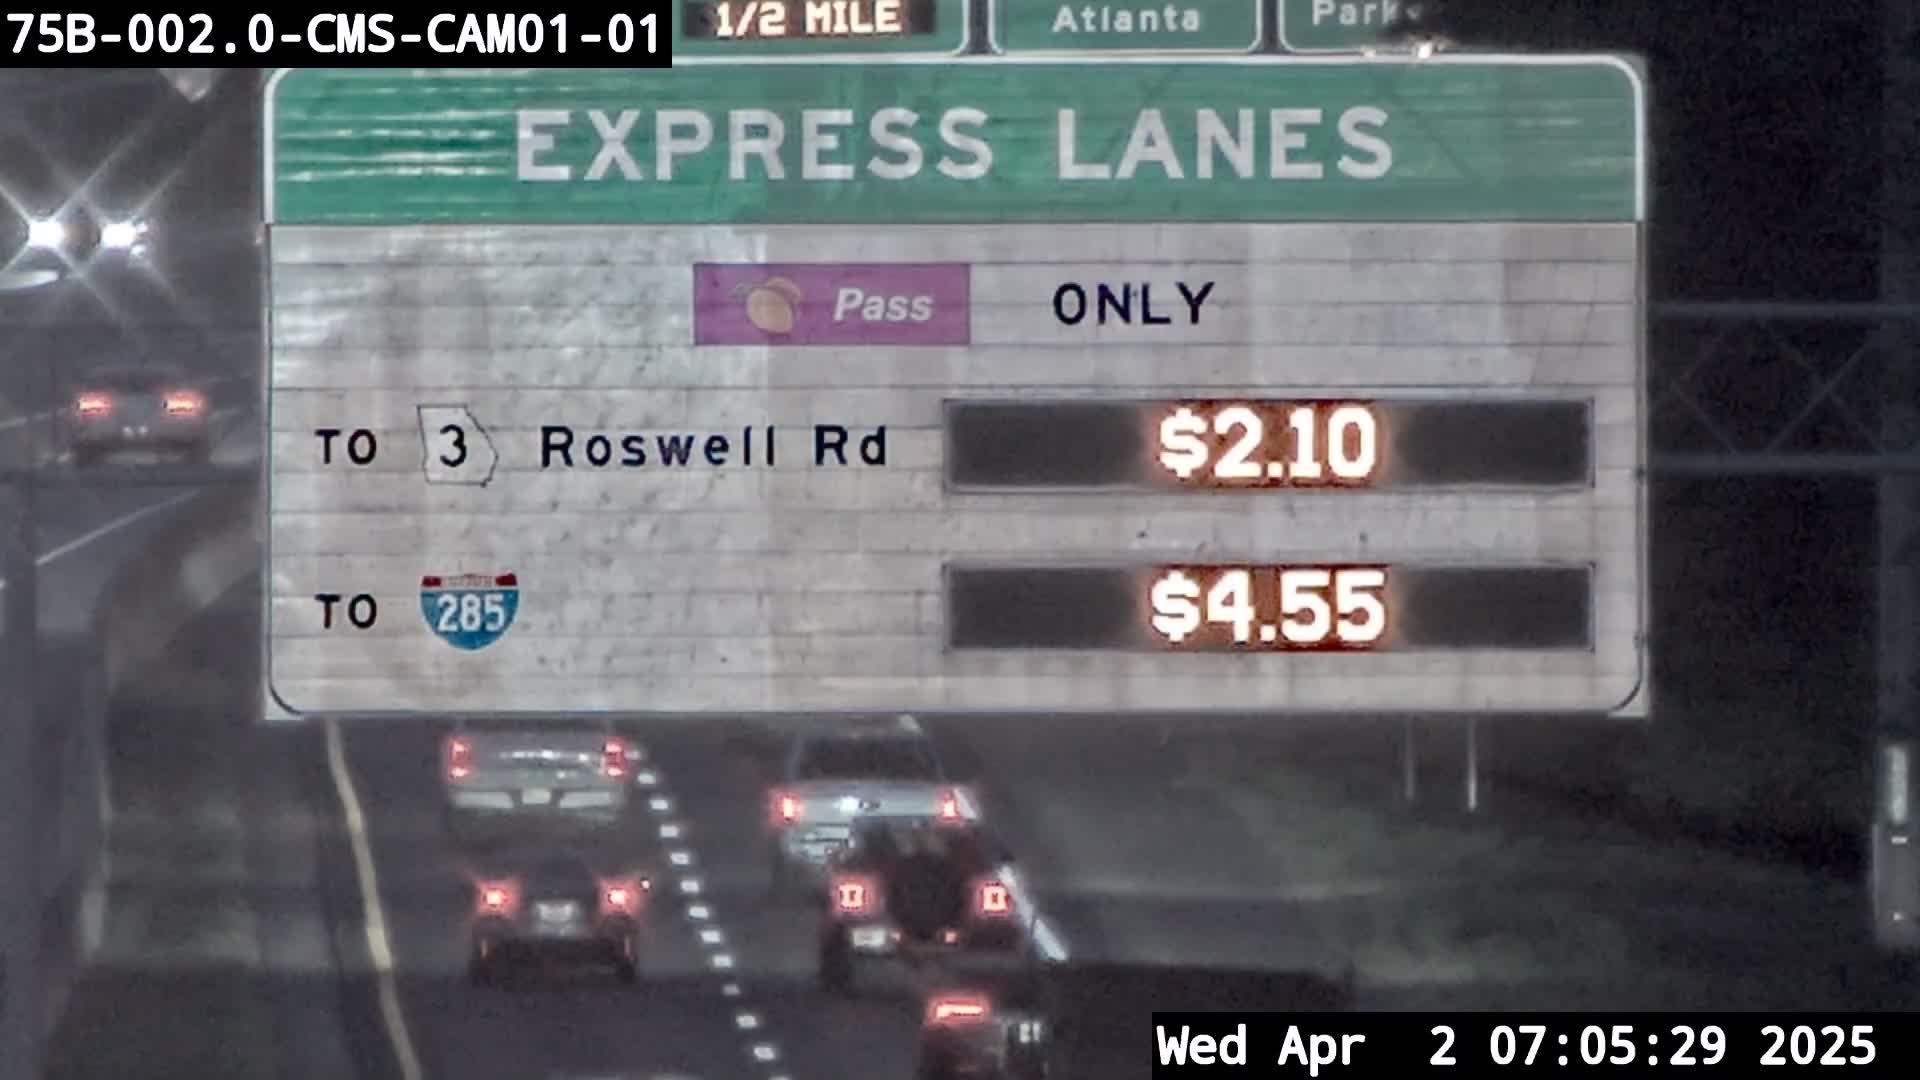 75B-002.0-CMS-CAM01-01
1/2 MILE
Atlanta
Park
EXPRESS LANES
Pass ONLY
TO 3 Roswell Rd $2.10
TO 285 $4.55
Wed Apr 2 07:05:29 2025